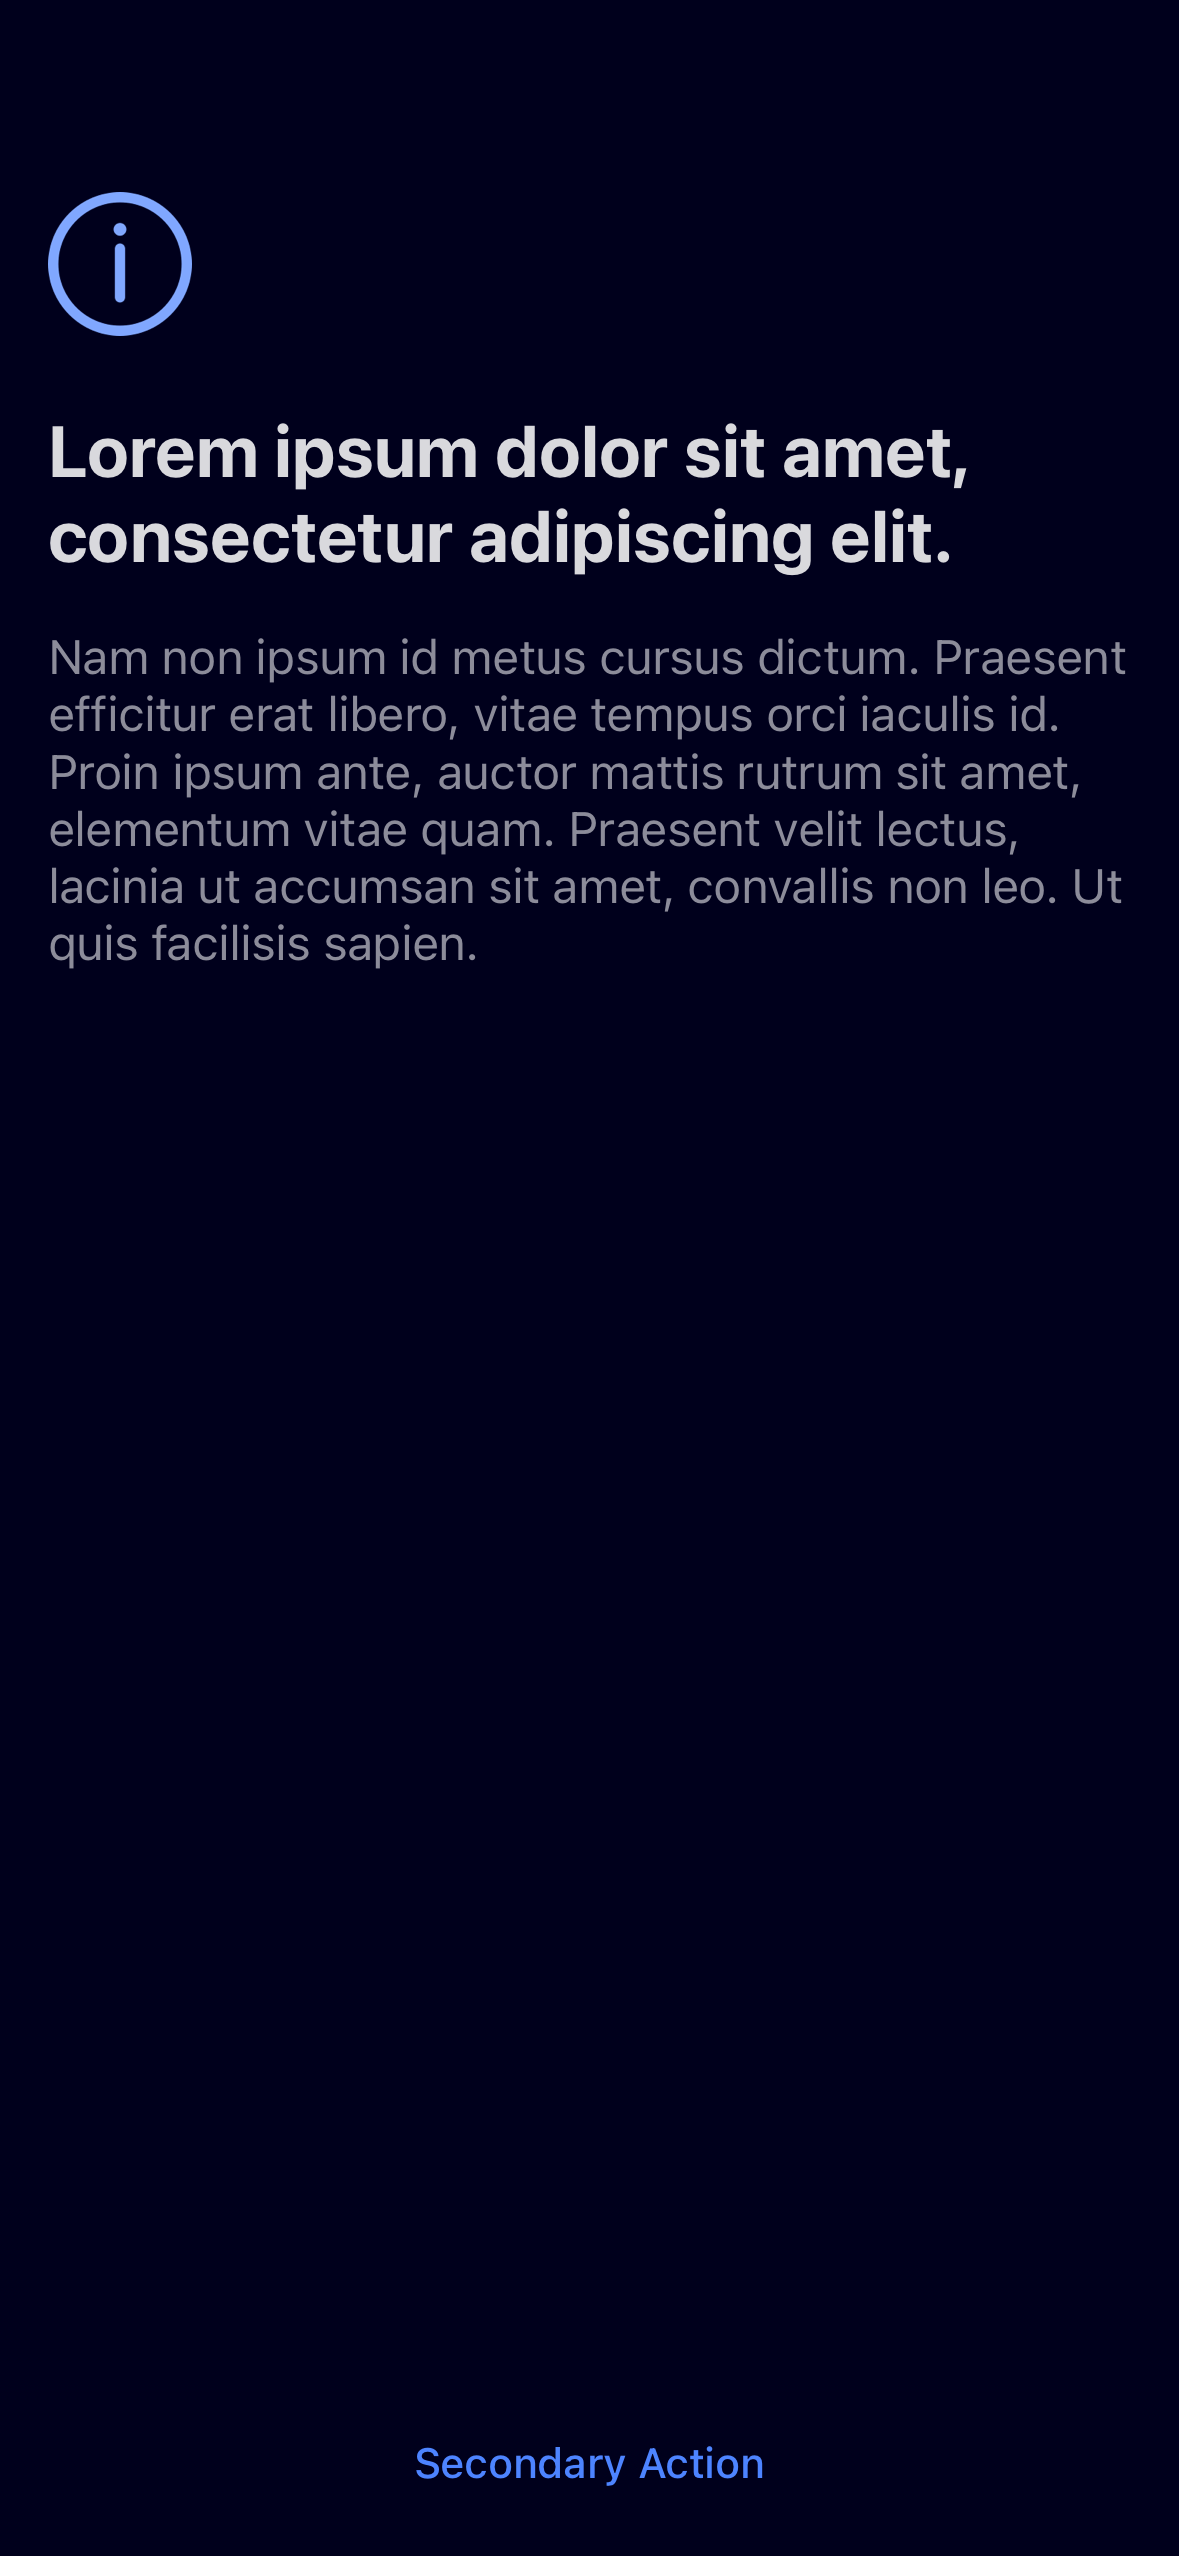 Lorem ipsum dolor sit amet,
consectetur adipiscing elit.
Nam non ipsum id metus cursus dictum. Praesent
efficitur erat libero, vitae tempus orci iaculis id.
Proin ipsum ante, auctor mattis rutrum sit amet,
elementum vitae quam. Praesent velit lectus,
lacinia ut accumsan sit amet, convallis non leo. Ut
quis facilisis sapien.
Secondary Action